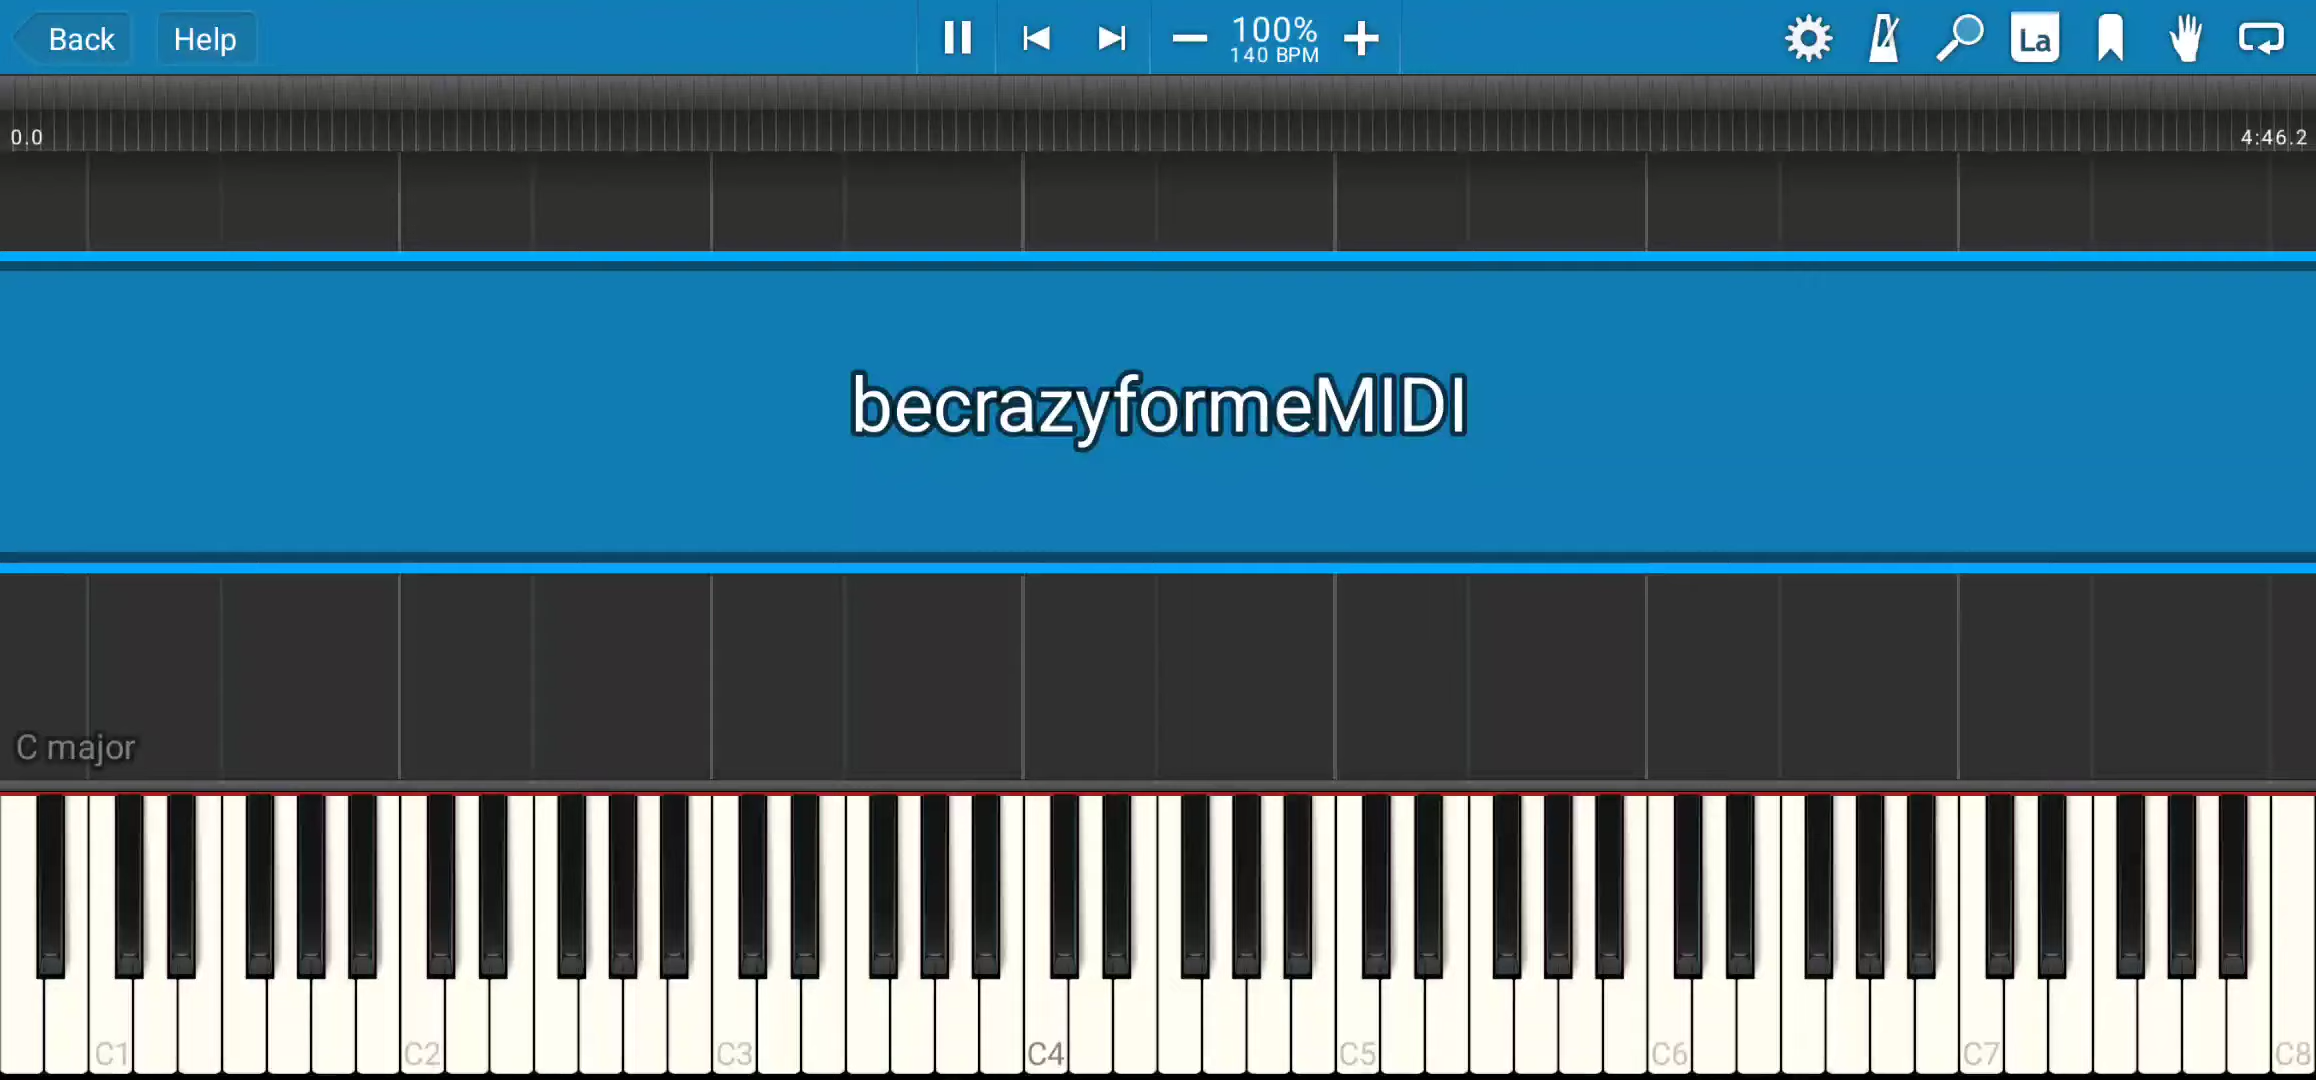 Back
Help
100%
140 BPM
La
0.0
4:46.2
becrazyformeMIDI
C major
C1
C2
C3
C4
C5
C6
C7
C8